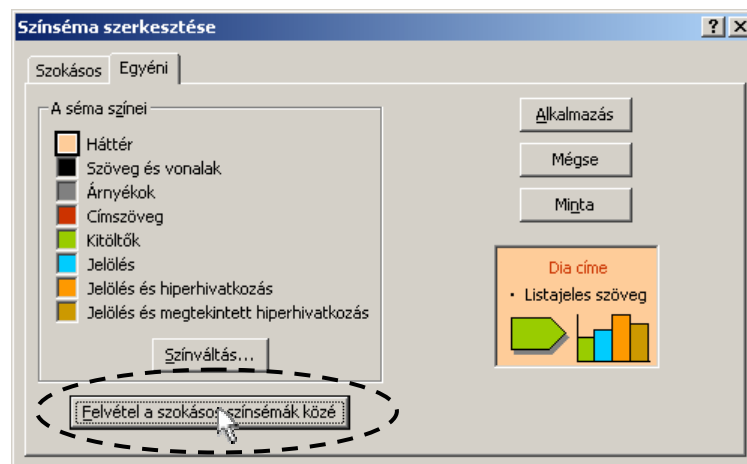 Színséma szerkesztése
Szokásos Egyéni
A séma színei
Háttér
Szöveg és vonalak
Árnyékok
Címszöveg
Kitöltők
Jelölés
Jelölés és hiperhivatkozás
Jelölés és megtekintett hiperhivatkozás
Színváltás...
Felvétel a szokásos színsémák közé
Alkalmazás
Mégse
Minta
Dia címe
• Listajeles szöveg